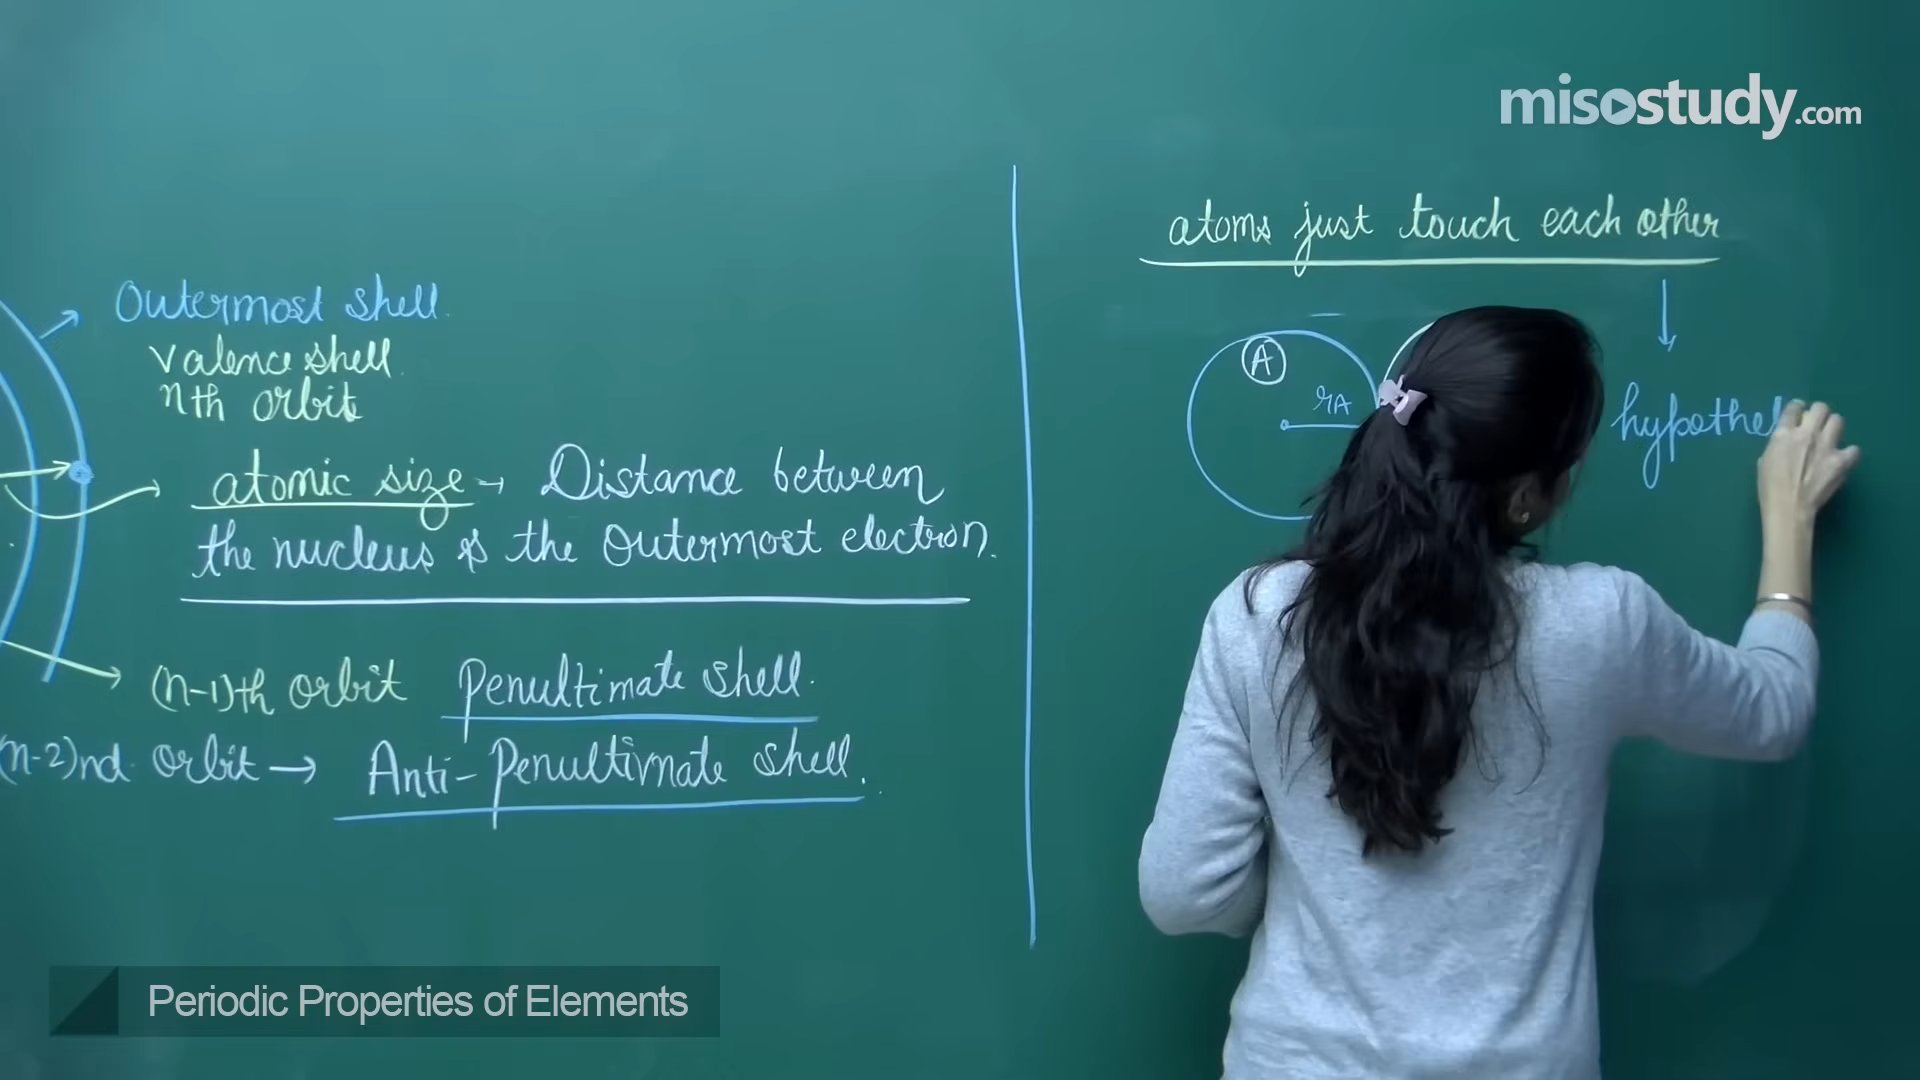 misostudy.com
Outermost shell.
valence shell.
nth orbit
atomic size → Distance between
the nucleus & the outermost electron.
(n-1)th orbit Penultimate shell.
(n-2)nd orbit → Anti-Penultimate shell.
atoms just touch each other
A
rA
hypothe
Periodic Properties of Elements